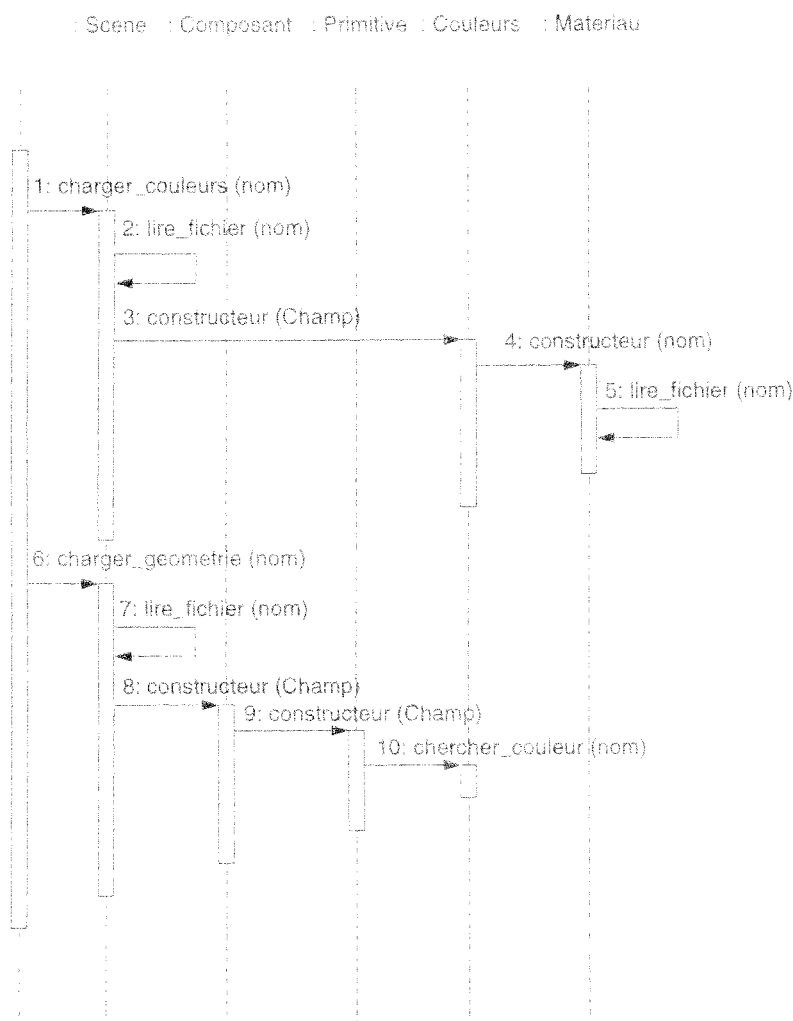 : Scene : Composant : Primitive : Couleurs : Materiau
1: charger_couleurs (nom)
2: lire_fichier (nom)
3: constructeur (Champ)
4: constructeur (nom)
5: lire_fichier (nom)
6: charger_geometrie (nom)
7: lire_fichier (nom)
8: constructeur (Champ)
9: constructeur (Champ)
10: chercher_couleur (nom)